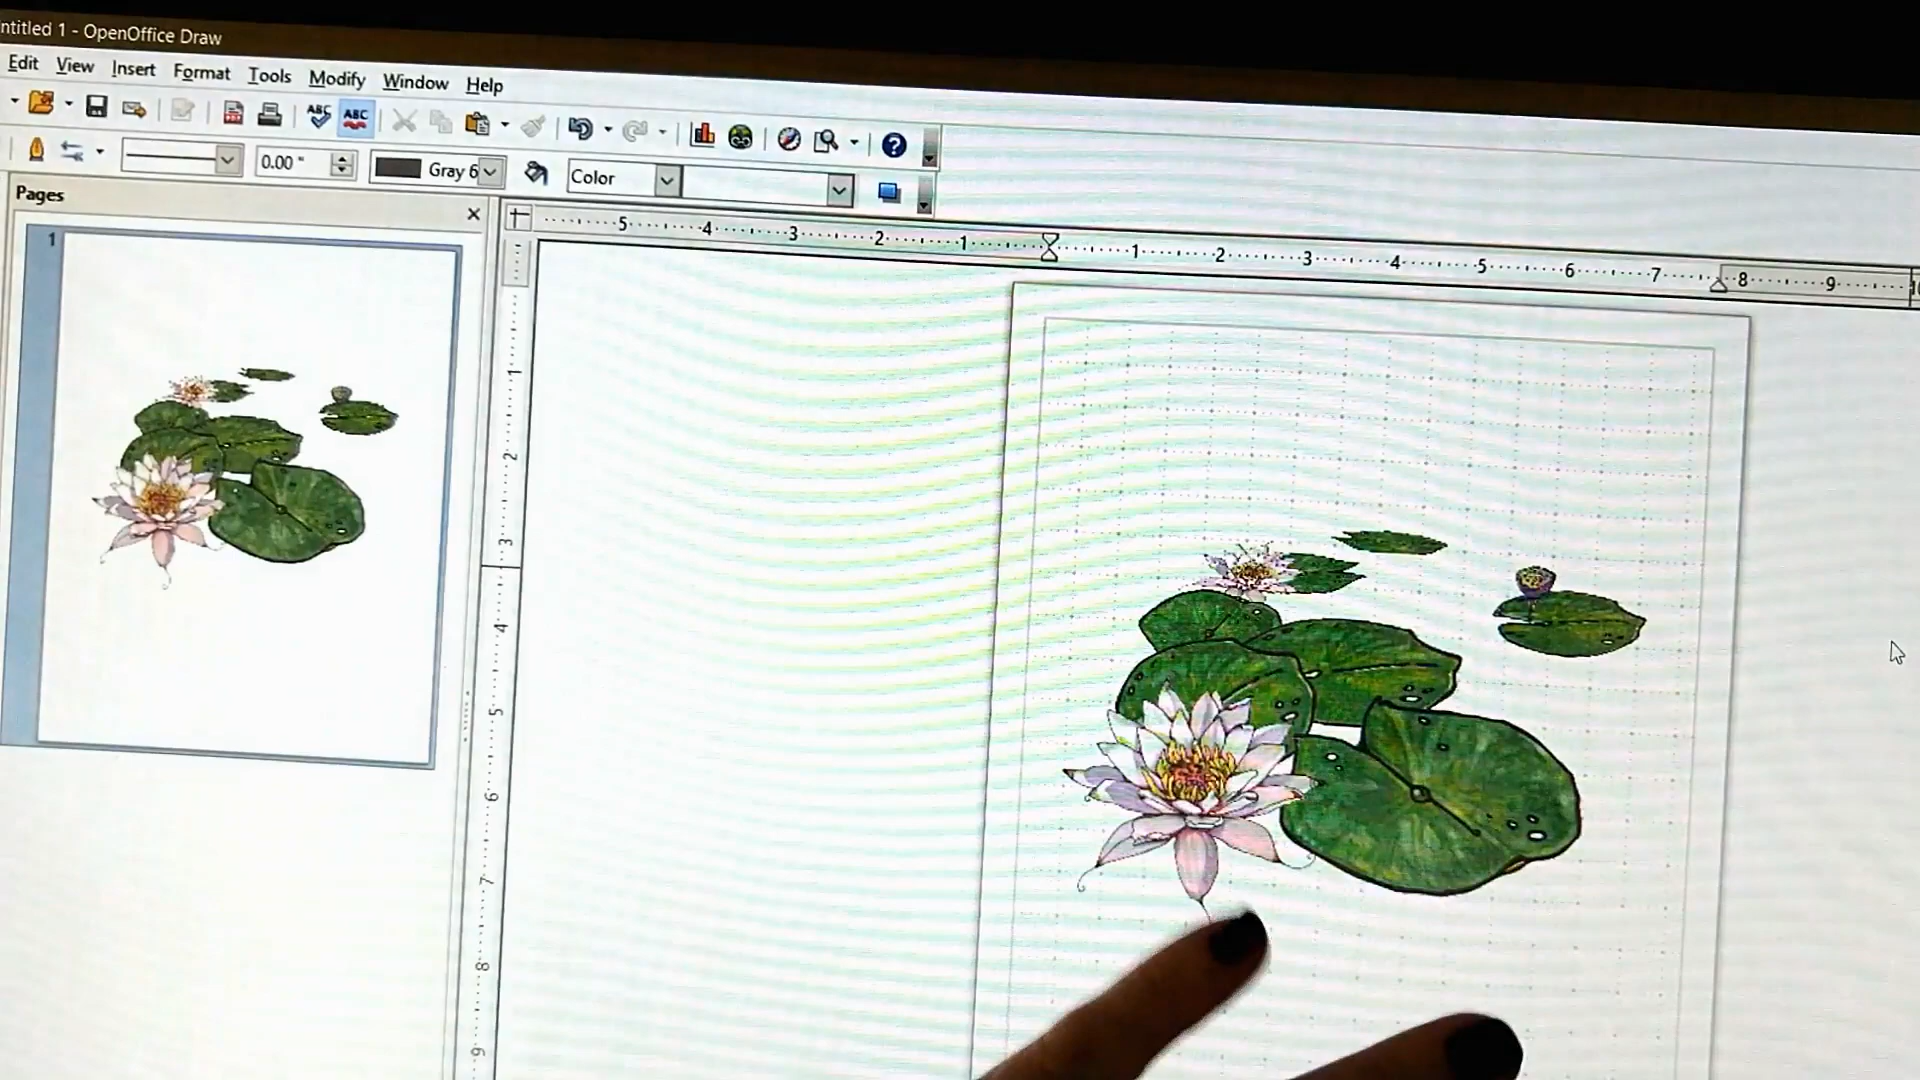 ntitled 1 - OpenOffice Draw
Edit View Insert Format Tools Modify Window Help
ABC ABC
0.00 " Gray 6 Color
Pages
1
5 4 3 2 1 1 2 3 4 5 6 7 8 9
1
2
3
4
5
6
7
8
9